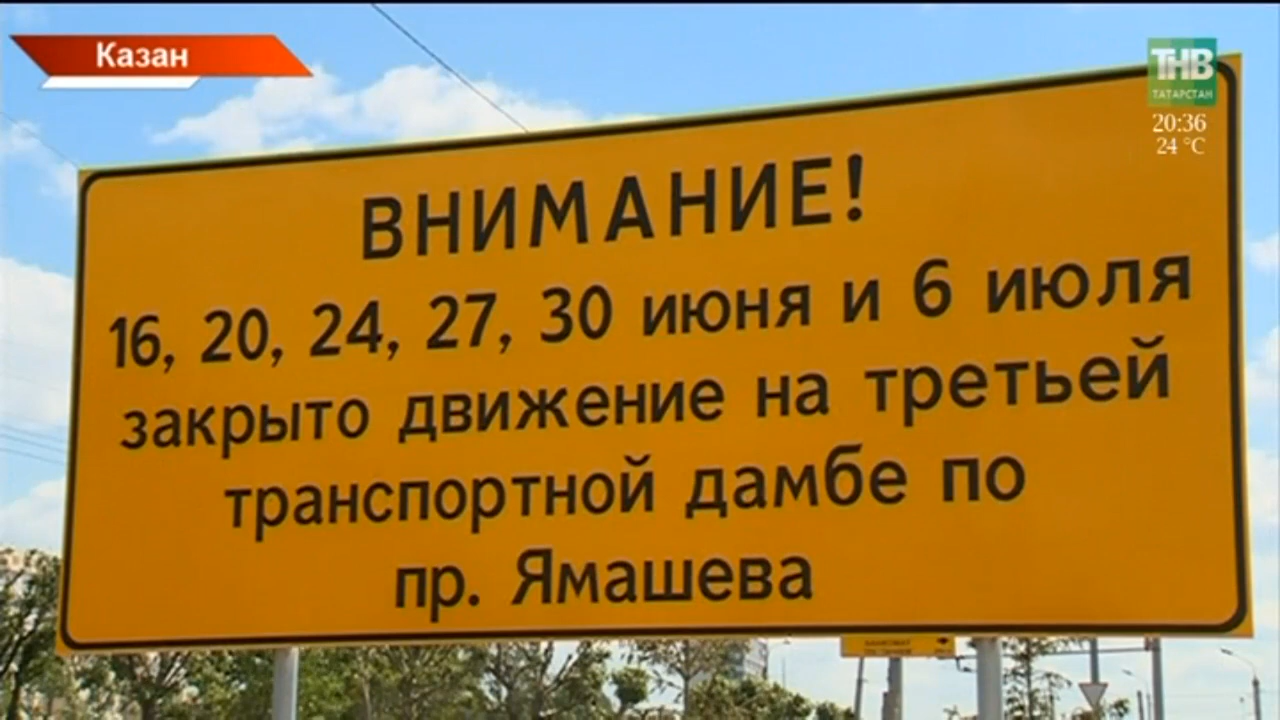 Казан
ТНВ
ТАТАРСТАН
20:36
24 °C
ВНИМАНИЕ!
16, 20, 24, 27, 30 июня и 6 июля
закрыто движение на третьей
транспортной дамбе по
пр. Ямашева